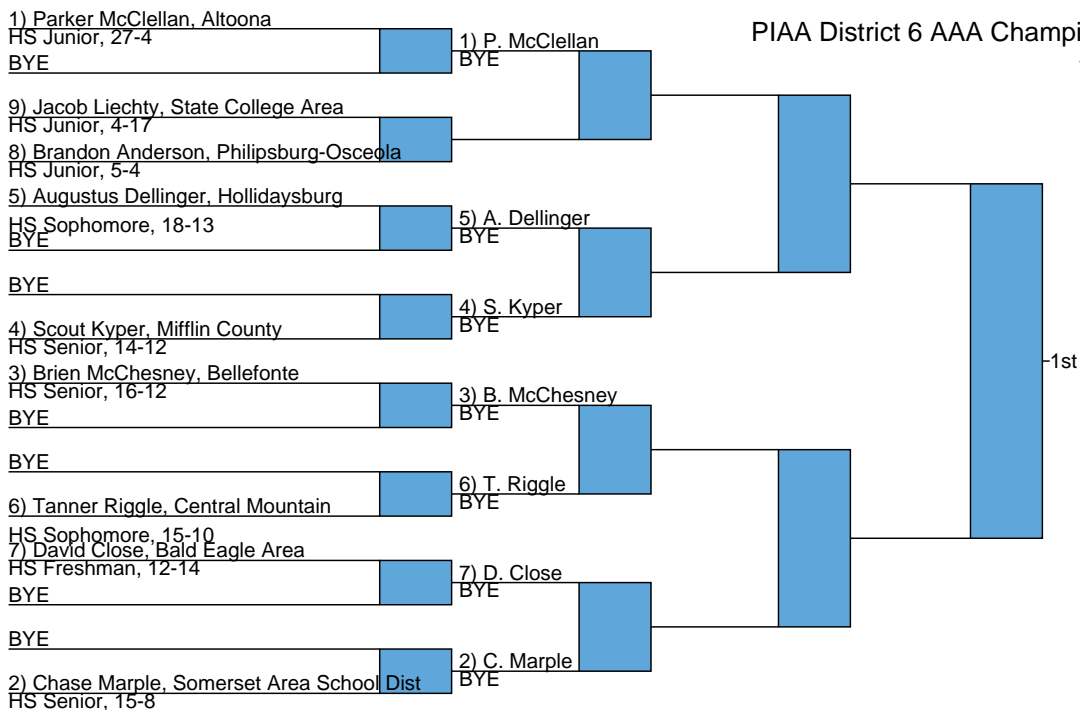 PIAA District 6 AAA Champi
1) Parker McClellan, Altoona
HS Junior, 27-4
BYE
9) Jacob Liechty, State College Area
HS Junior, 4-17
8) Brandon Anderson, Philipsburg-Osceola
HS Junior, 5-4
5) Augustus Dellinger, Hollidaysburg
HS Sophomore, 18-13
BYE
BYE
4) Scout Kyper, Mifflin County
HS Senior, 14-12
3) Brien McChesney, Bellefonte
HS Senior, 16-12
BYE
BYE
6) Tanner Riggle, Central Mountain
HS Sophomore, 15-10
7) David Close, Bald Eagle Area
HS Freshman, 12-14
BYE
BYE
2) Chase Marple, Somerset Area School Dist
HS Senior, 15-8
1) P. McClellan
BYE
5) A. Dellinger
BYE
4) S. Kyper
BYE
3) B. McChesney
BYE
6) T. Riggle
BYE
7) D. Close
BYE
2) C. Marple
BYE
1st